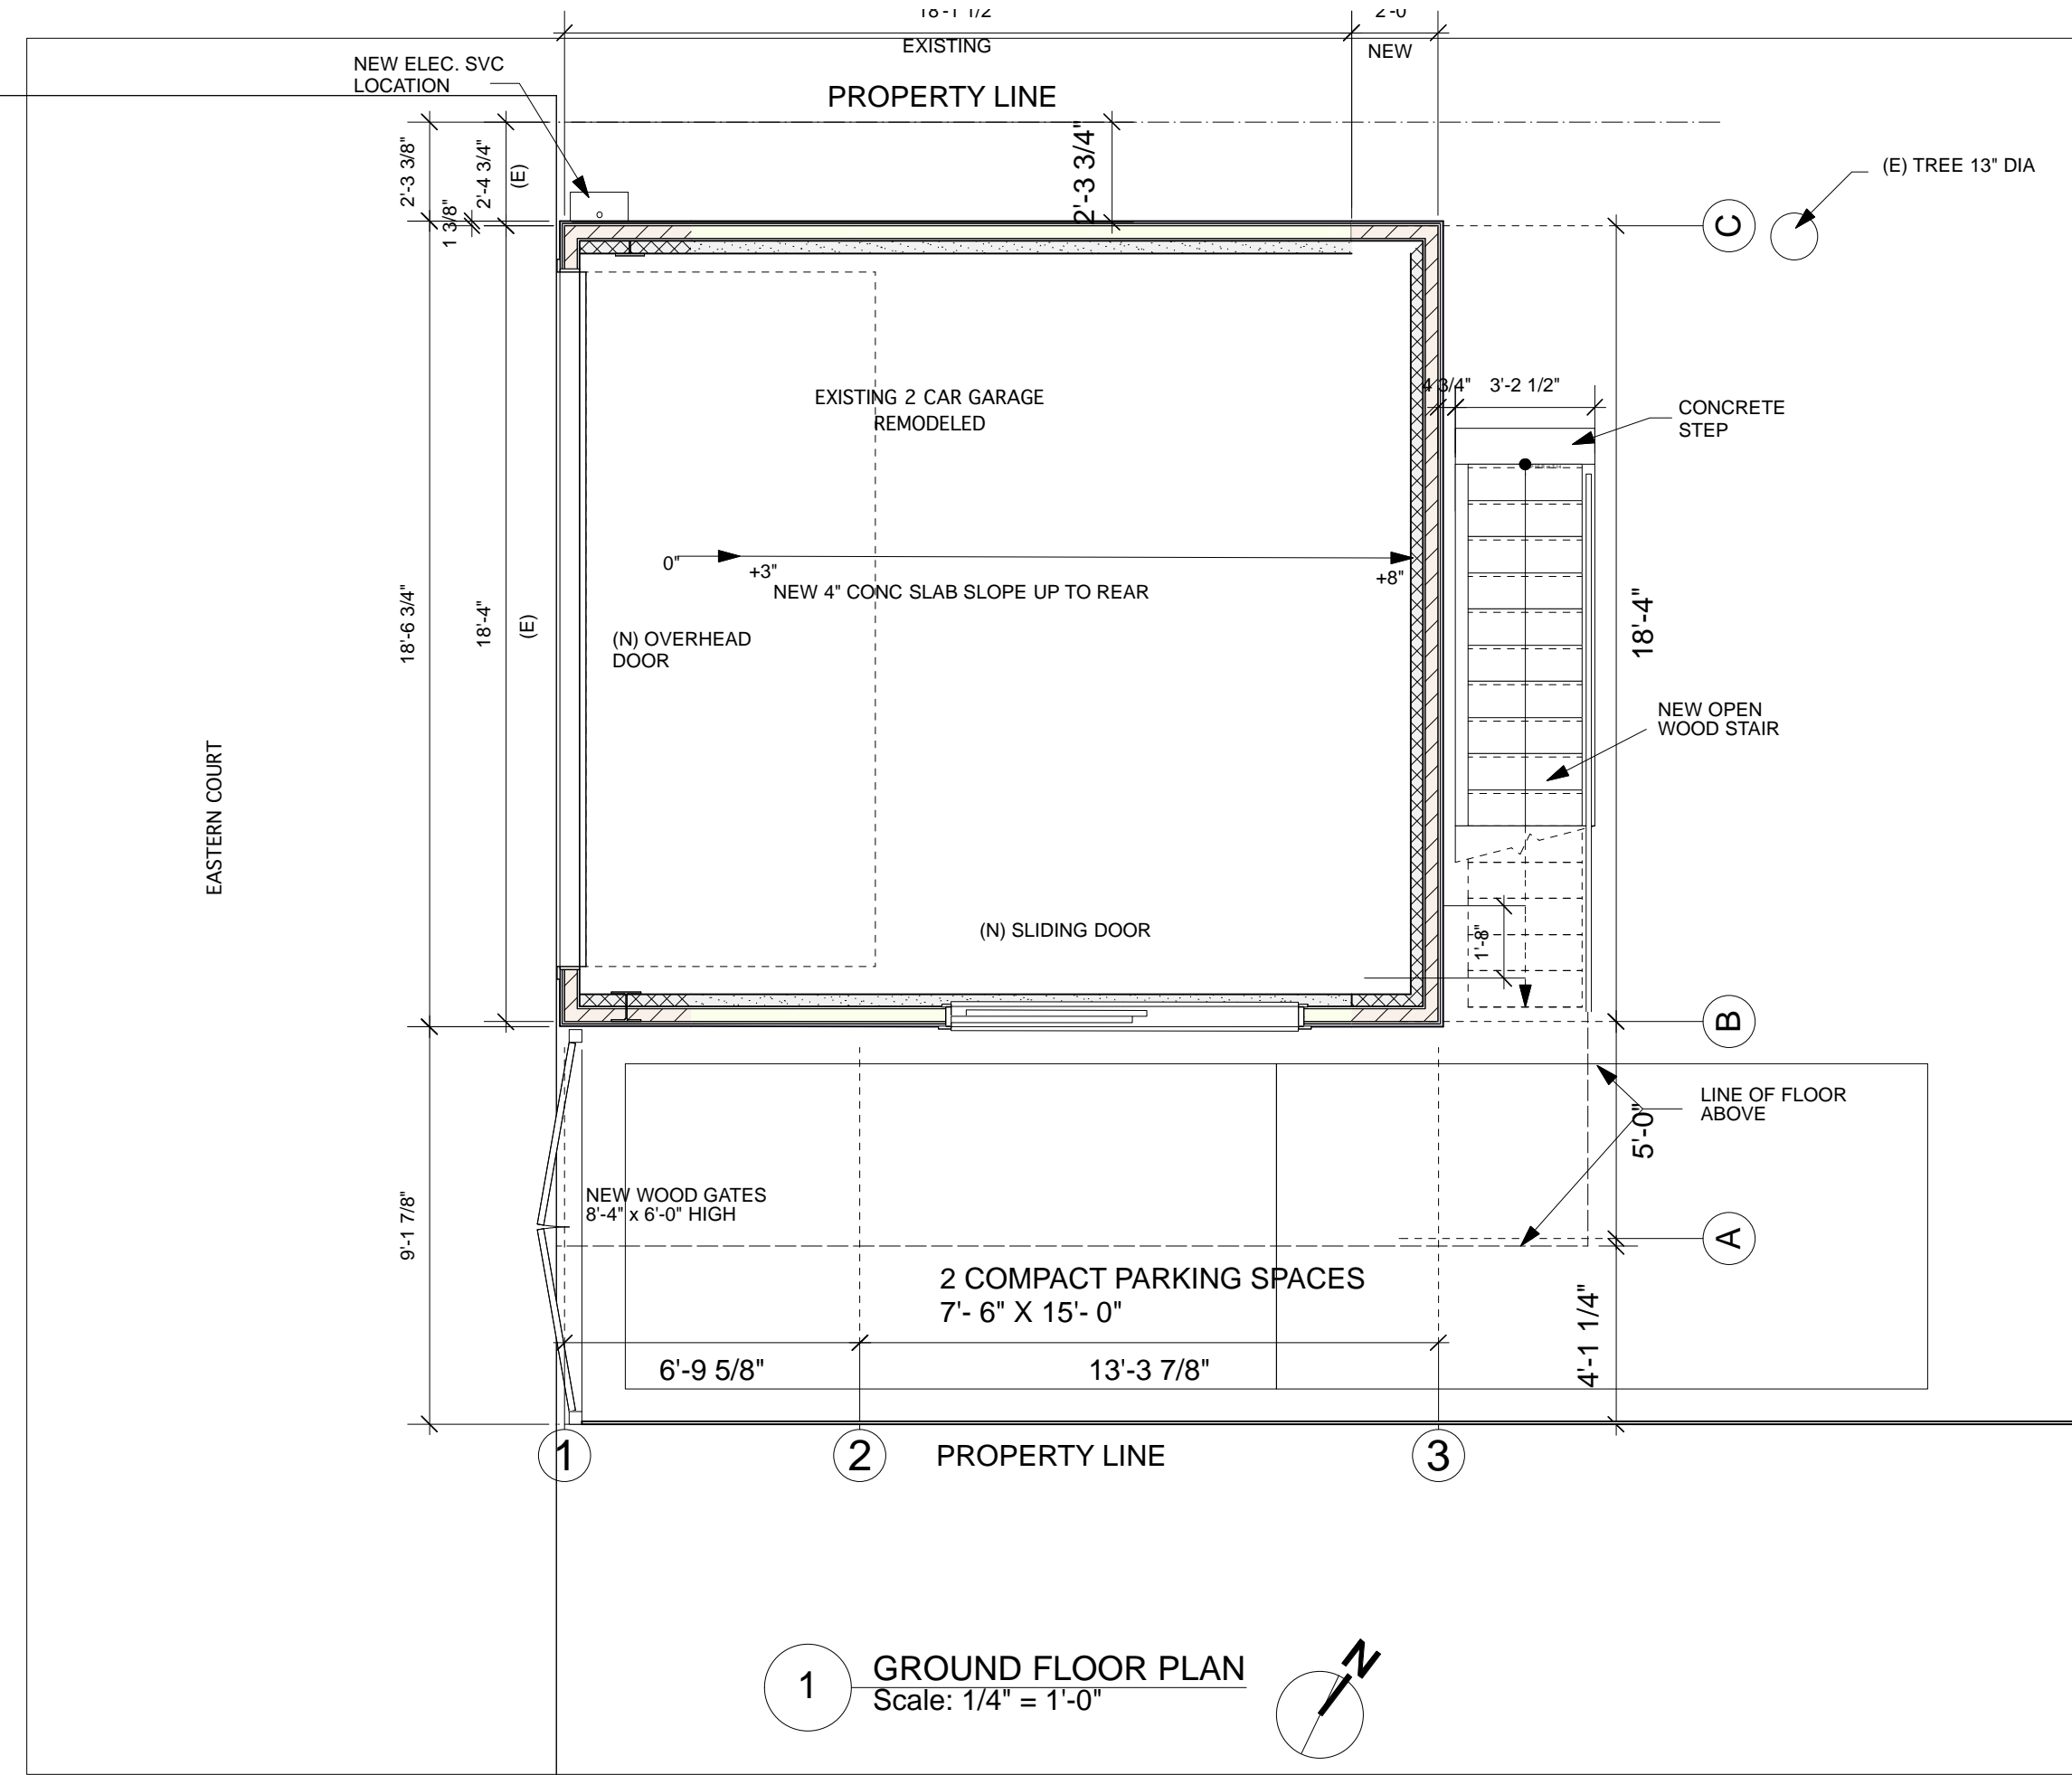 18'-1 1/2
2'-0
EXISTING
NEW
NEW ELEC. SVC
LOCATION
PROPERTY LINE
2'-3 3/8"
1 3/8"
2'-4 3/4"
(E)
2'-3 3/4"
(E) TREE 13" DIA
C
EXISTING 2 CAR GARAGE
REMODELED
4 3/4"
3'-2 1/2"
CONCRETE
STEP
0"
+3"
+8"
NEW 4" CONC SLAB SLOPE UP TO REAR
18'-6 3/4"
18'-4"
(E)
(N) OVERHEAD
DOOR
18'-4"
NEW OPEN
WOOD STAIR
EASTERN COURT
(N) SLIDING DOOR
1'-8"
B
LINE OF FLOOR
ABOVE
5'-0"
9'-1 7/8"
NEW WOOD GATES
8'-4" x 6'-0" HIGH
A
2 COMPACT PARKING SPACES
7'- 6" X 15'- 0"
4'-1 1/4"
6'-9 5/8"
13'-3 7/8"
1
2
3
PROPERTY LINE
1
GROUND FLOOR PLAN
Scale: 1/4" = 1'-0"
N